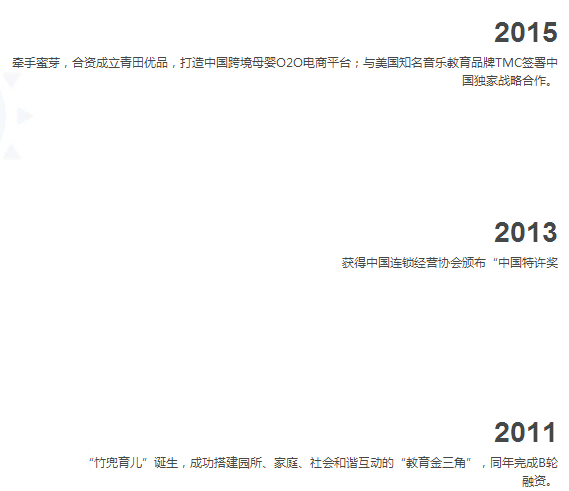 2015
牵手蜜芽，合资成立青田优品，打造中国跨境母婴O2O电商平台；与美国知名音乐教育品牌TMC签署中
国独家战略合作。
2013
获得中国连锁经营协会颁布“中国特许奖
2011
“竹兜育儿”诞生，成功搭建园所、家庭、社会和谐互动的“教育金三角”，同年完成B轮
融资。